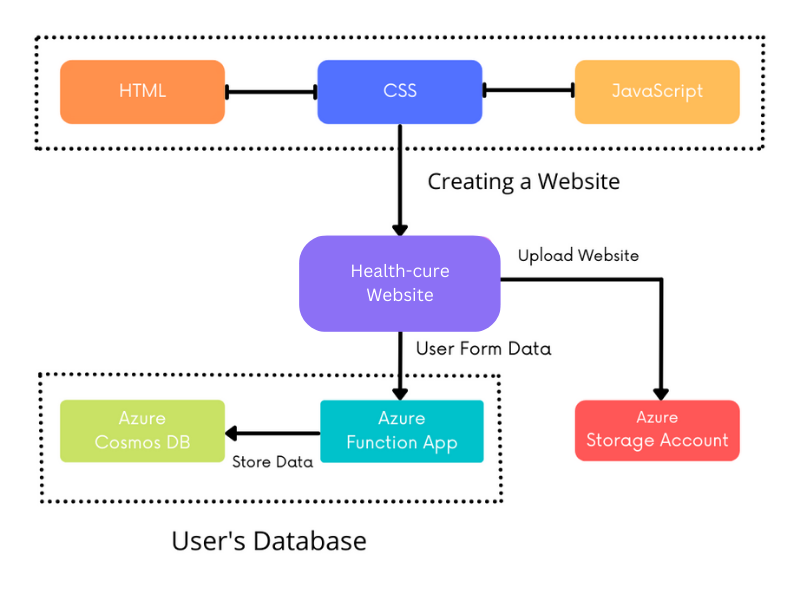 HTML
CSS
JavaScript
Creating a Website
Upload Website
Health-cure
Website
User Form Data
Azure
Cosmos DB
Azure
Function App
Azure
Storage Account
Store Data
User's Database